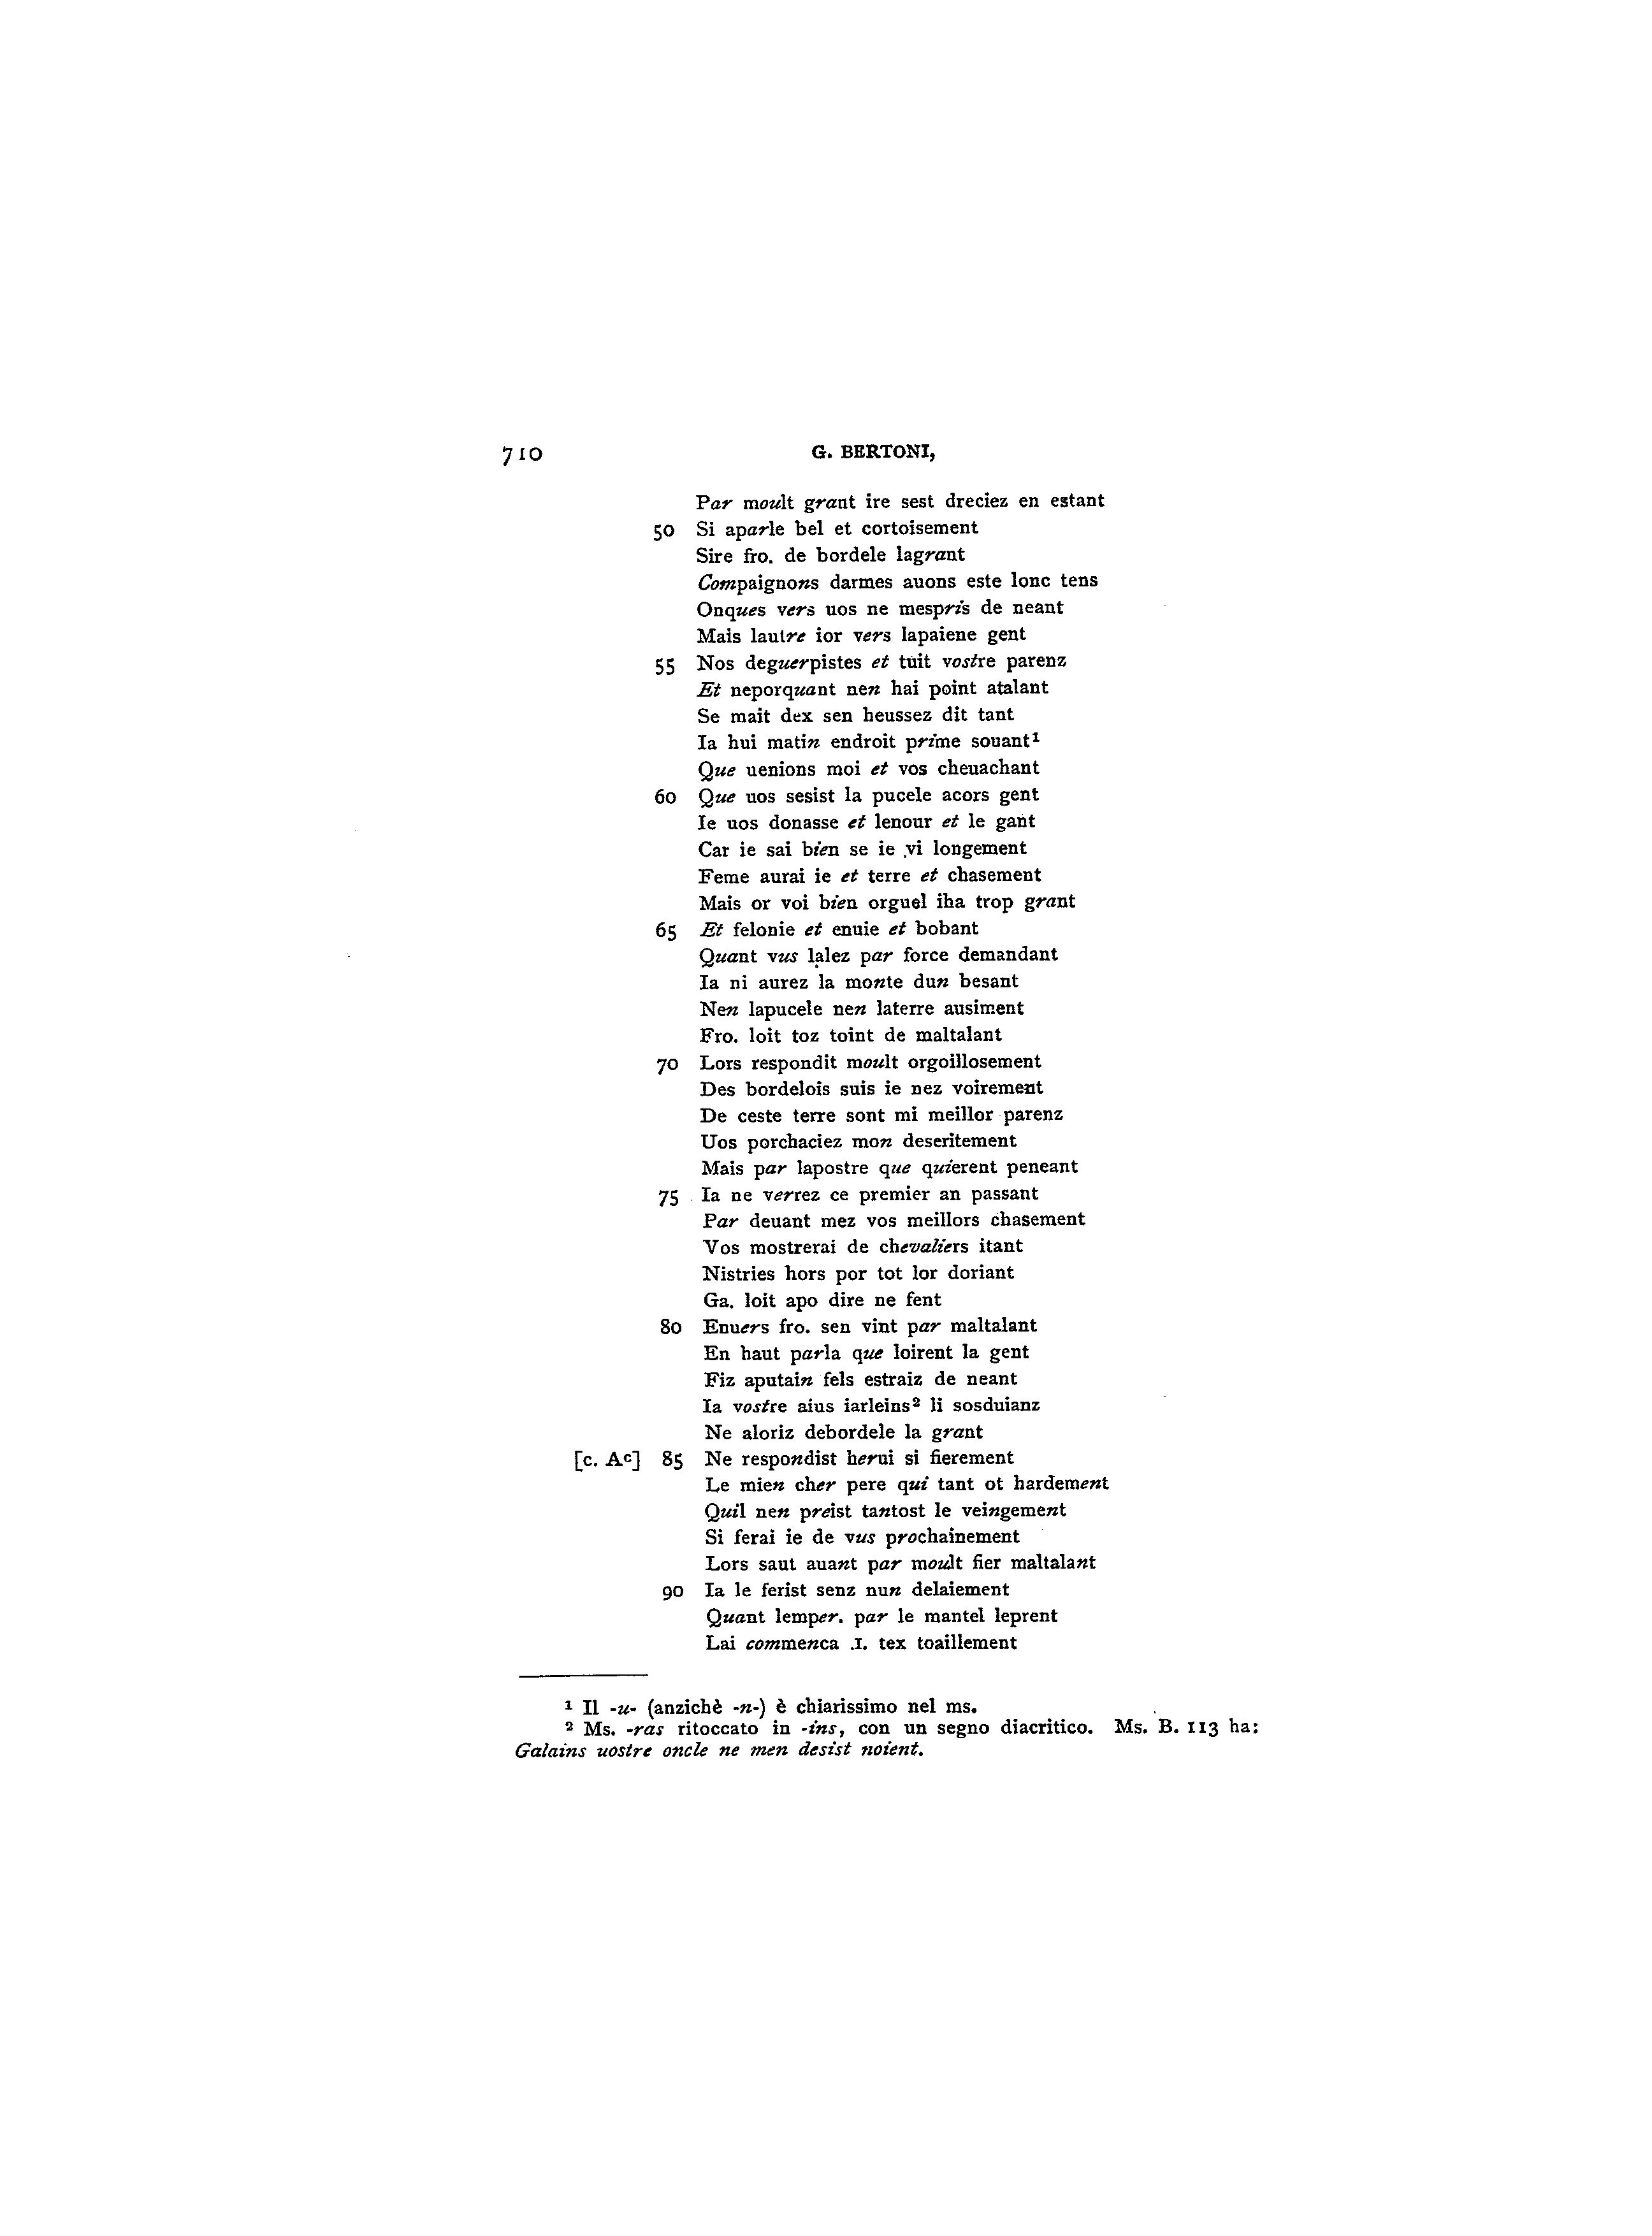 710 G. BERTONI,
Par moult grant ire sest dreciez en estant
50 Si aparle bel et cortoisement
Sire fro. de bordele lagrant
Compaignons darmes auons este lonc tens
Onques vers uos ne mespris de neant
Mais lautre ior vers lapaiene gent
55 Nos deguerpistes et tuit vostre parenz
Et neporquant nen hai point atalant
Se mait dex sen heussez dit tant
Ia hui matin endroit prime souant¹
Que uenions moi et vos cheuachant
60 Que uos sesist la pucele acors gent
Ie uos donasse et lenour et le gant
Car ie sai bien se ie vi longement
Feme aurai ie et terre et chasement
Mais or voi bien orguel iha trop grant
65 Et felonie et enuie et bobant
Quant vus lạlez par force demandant
Ia ni aurez la monte dun besant
Nen lapucele nen laterre ausiment
Fro. loit toz toint de maltalant
70 Lors respondit moult orgoillosement
Des bordelois suis ie nez voirement
De ceste terre sont mi meillor parenz
Uos porchaciez mon deseritement
Mais par lapostre que quierent peneant
75 Ia ne verrez ce premier an passant
Par deuant mez vos meillors chasement
Vos mostrerai de chevaliers itant
Nistries hors por tot lor doriant
Ga. loit apo dire ne fent
80 Enuers fro. sen vint par maltalant
En haut parla que loirent la gent
Fiz aputain fels estraiz de neant
Ia vostre aius iarleins² li sosduianz
Ne aloriz debordele la grant
[c. Aᶜ] 85 Ne respondist herui si fierement
Le mien cher pere qui tant ot hardement
Quil nen preist tantost le veingement
Si ferai ie de vus prochainement
Lors saut auant par moult fier maltalant
90 Ia le ferist senz nun delaiement
Quant lemper. par le mantel leprent
Lai commenca .I. tex toaillement
¹ Il -u- (anzichè -n-) è chiarissimo nel ms.
² Ms. -ras ritoccato in -ins, con un segno diacritico. Ms. B. 113 ha:
Galains uostre oncle ne men desist noient.